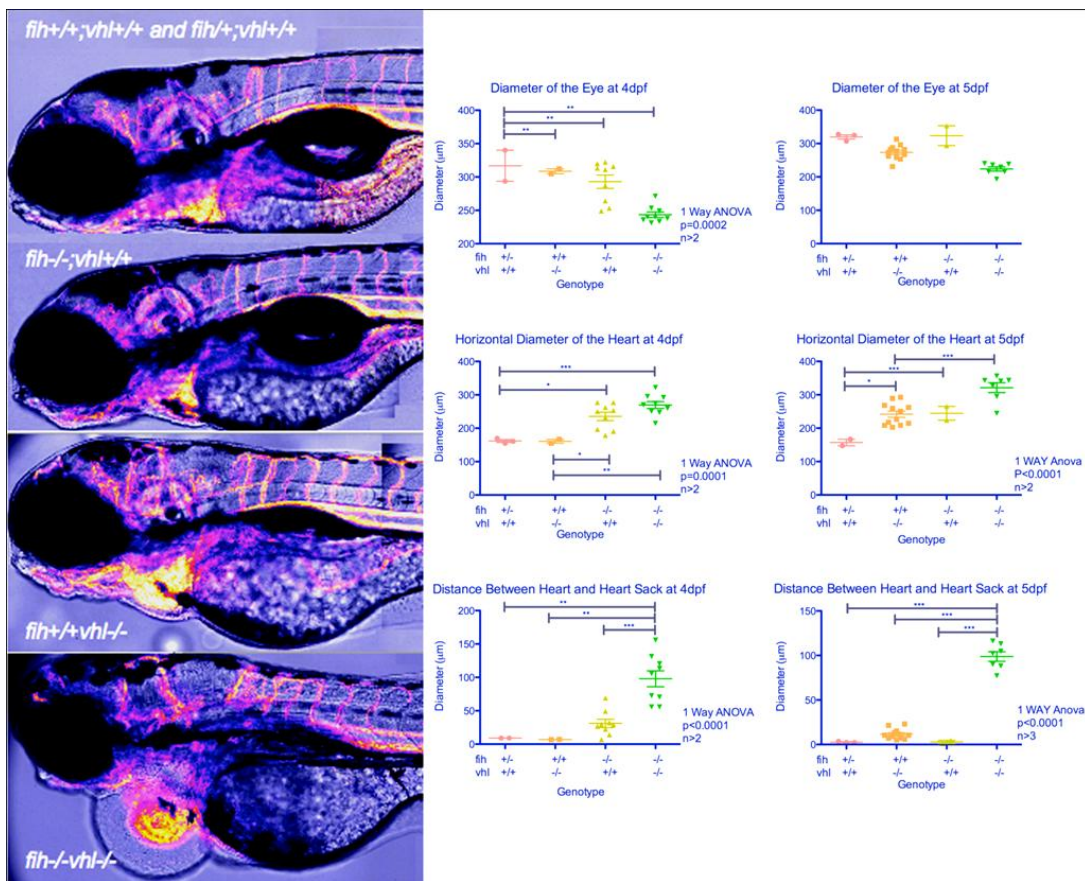 fih+/+;vhl+/+ and fih/+;vhl+/+
fih-/-;vhl+/+
fih+/+vhl-/-
fih-/-vhl-/-
Diameter of the Eye at 4dpf
400
350
300
250
200
Diameter (μm)
** 
**
**
1 Way ANOVA
p=0.0002
n>2
fih +/- +/+ -/- -/-
vhl +/+ -/- +/+ -/-
Genotype
Diameter of the Eye at 5dpf
400
300
200
100
0
Diameter (μm)
fih +/- +/+ -/- -/-
vhl +/+ -/- +/+ -/-
Genotype
Horizontal Diameter of the Heart at 4dpf
400
300
200
100
0
Diameter (μm)
***
*
*
**
1 Way ANOVA
p=0.0001
n>2
fih +/- +/+ -/- -/-
vhl +/+ -/- +/+ -/-
Genotype
Horizontal Diameter of the Heart at 5dpf
400
300
200
100
0
Diameter (μm)
***
***
*
1 WAY Anova
P<0.0001
n>2
fih +/- +/+ -/- -/-
vhl +/+ -/- +/+ -/-
Genotype
Distance Between Heart and Heart Sack at 4dpf
200
150
100
50
0
Diameter (μm)
**
**
***
1 Way ANOVA
p<0.0001
n>2
fih +/- +/+ -/- -/-
vhl +/+ -/- +/+ -/-
Genotype
Distance Between Heart and Heart Sack at 5dpf
150
100
50
0
Diameter (μm)
***
***
***
1 WAY Anova
p<0.0001
n>3
fih +/- +/+ -/- -/-
vhl +/+ -/- +/+ -/-
Genotype